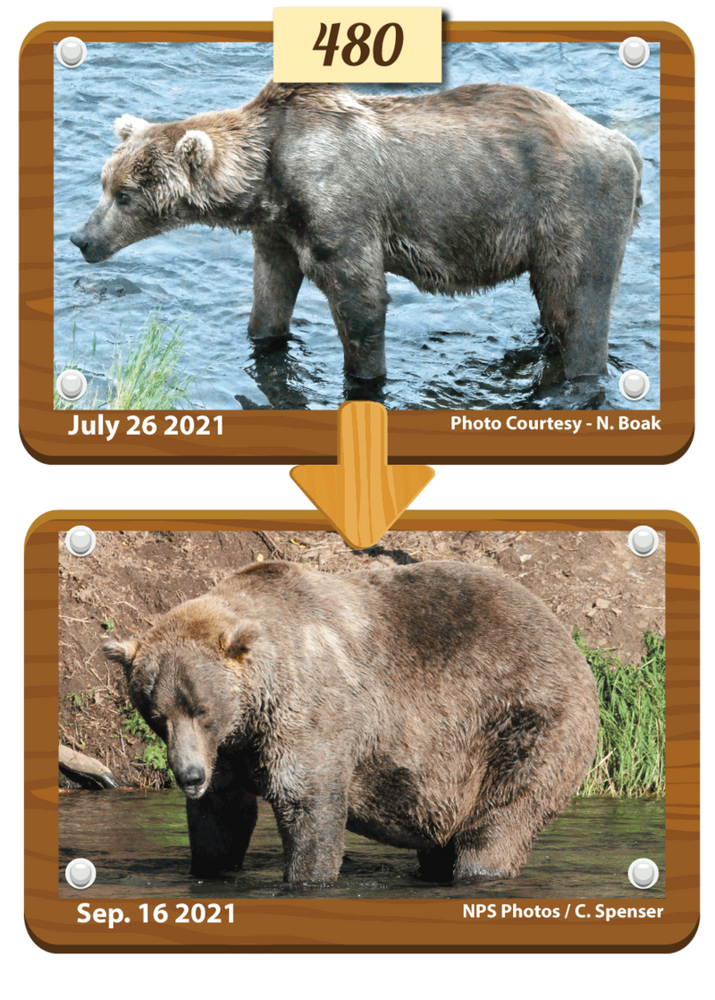 480
July 26 2021
Photo Courtesy - N. Boak
Sep. 16 2021
NPS Photos / C. Spenser